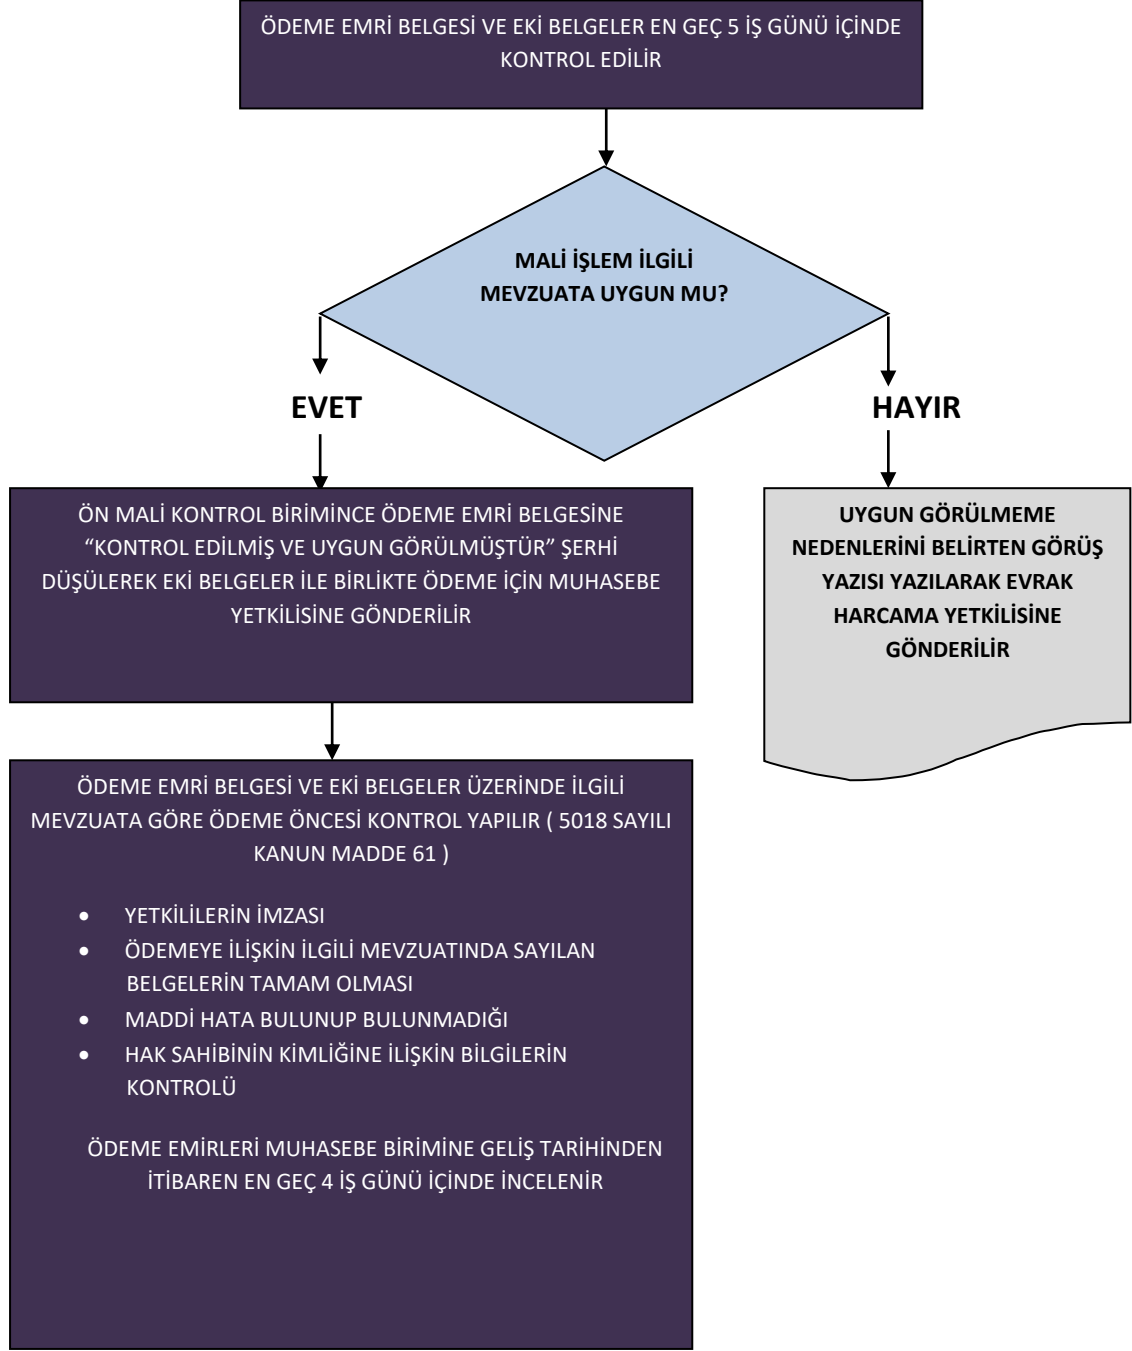 ÖDEME EMRİ BELGESİ VE EKİ BELGELER EN GEÇ 5 İŞ GÜNÜ İÇİNDE
KONTROL EDİLİR
MALİ İŞLEM İLGİLİ
MEVZUATA UYGUN MU?
EVET
HAYIR
ÖN MALİ KONTROL BİRİMİNCE ÖDEME EMRİ BELGESİNE
“KONTROL EDİLMİŞ VE UYGUN GÖRÜLMÜŞTÜR” ŞERHİ
DÜŞÜLEREK EKİ BELGELER İLE BİRLİKTE ÖDEME İÇİN MUHASEBE
YETKİLİSİNE GÖNDERİLİR
UYGUN GÖRÜLMEME
NEDENLERİNİ BELİRTEN GÖRÜŞ
YAZISI YAZILARAK EVRAK
HARCAMA YETKİLİSİNE
GÖNDERİLİR
ÖDEME EMRİ BELGESİ VE EKİ BELGELER ÜZERİNDE İLGİLİ
MEVZUATA GÖRE ÖDEME ÖNCESİ KONTROL YAPILIR ( 5018 SAYILI
KANUN MADDE 61 )
• YETKİLİLERİN İMZASI
• ÖDEMEYE İLİŞKİN İLGİLİ MEVZUATINDA SAYILAN
BELGELERİN TAMAM OLMASI
• MADDİ HATA BULUNUP BULUNMADIĞI
• HAK SAHİBİNİN KİMLİĞİNE İLİŞKİN BİLGİLERİN
KONTROLÜ
ÖDEME EMİRLERİ MUHASEBE BİRİMİNE GELİŞ TARİHİNDEN
İTİBAREN EN GEÇ 4 İŞ GÜNÜ İÇİNDE İNCELENİR